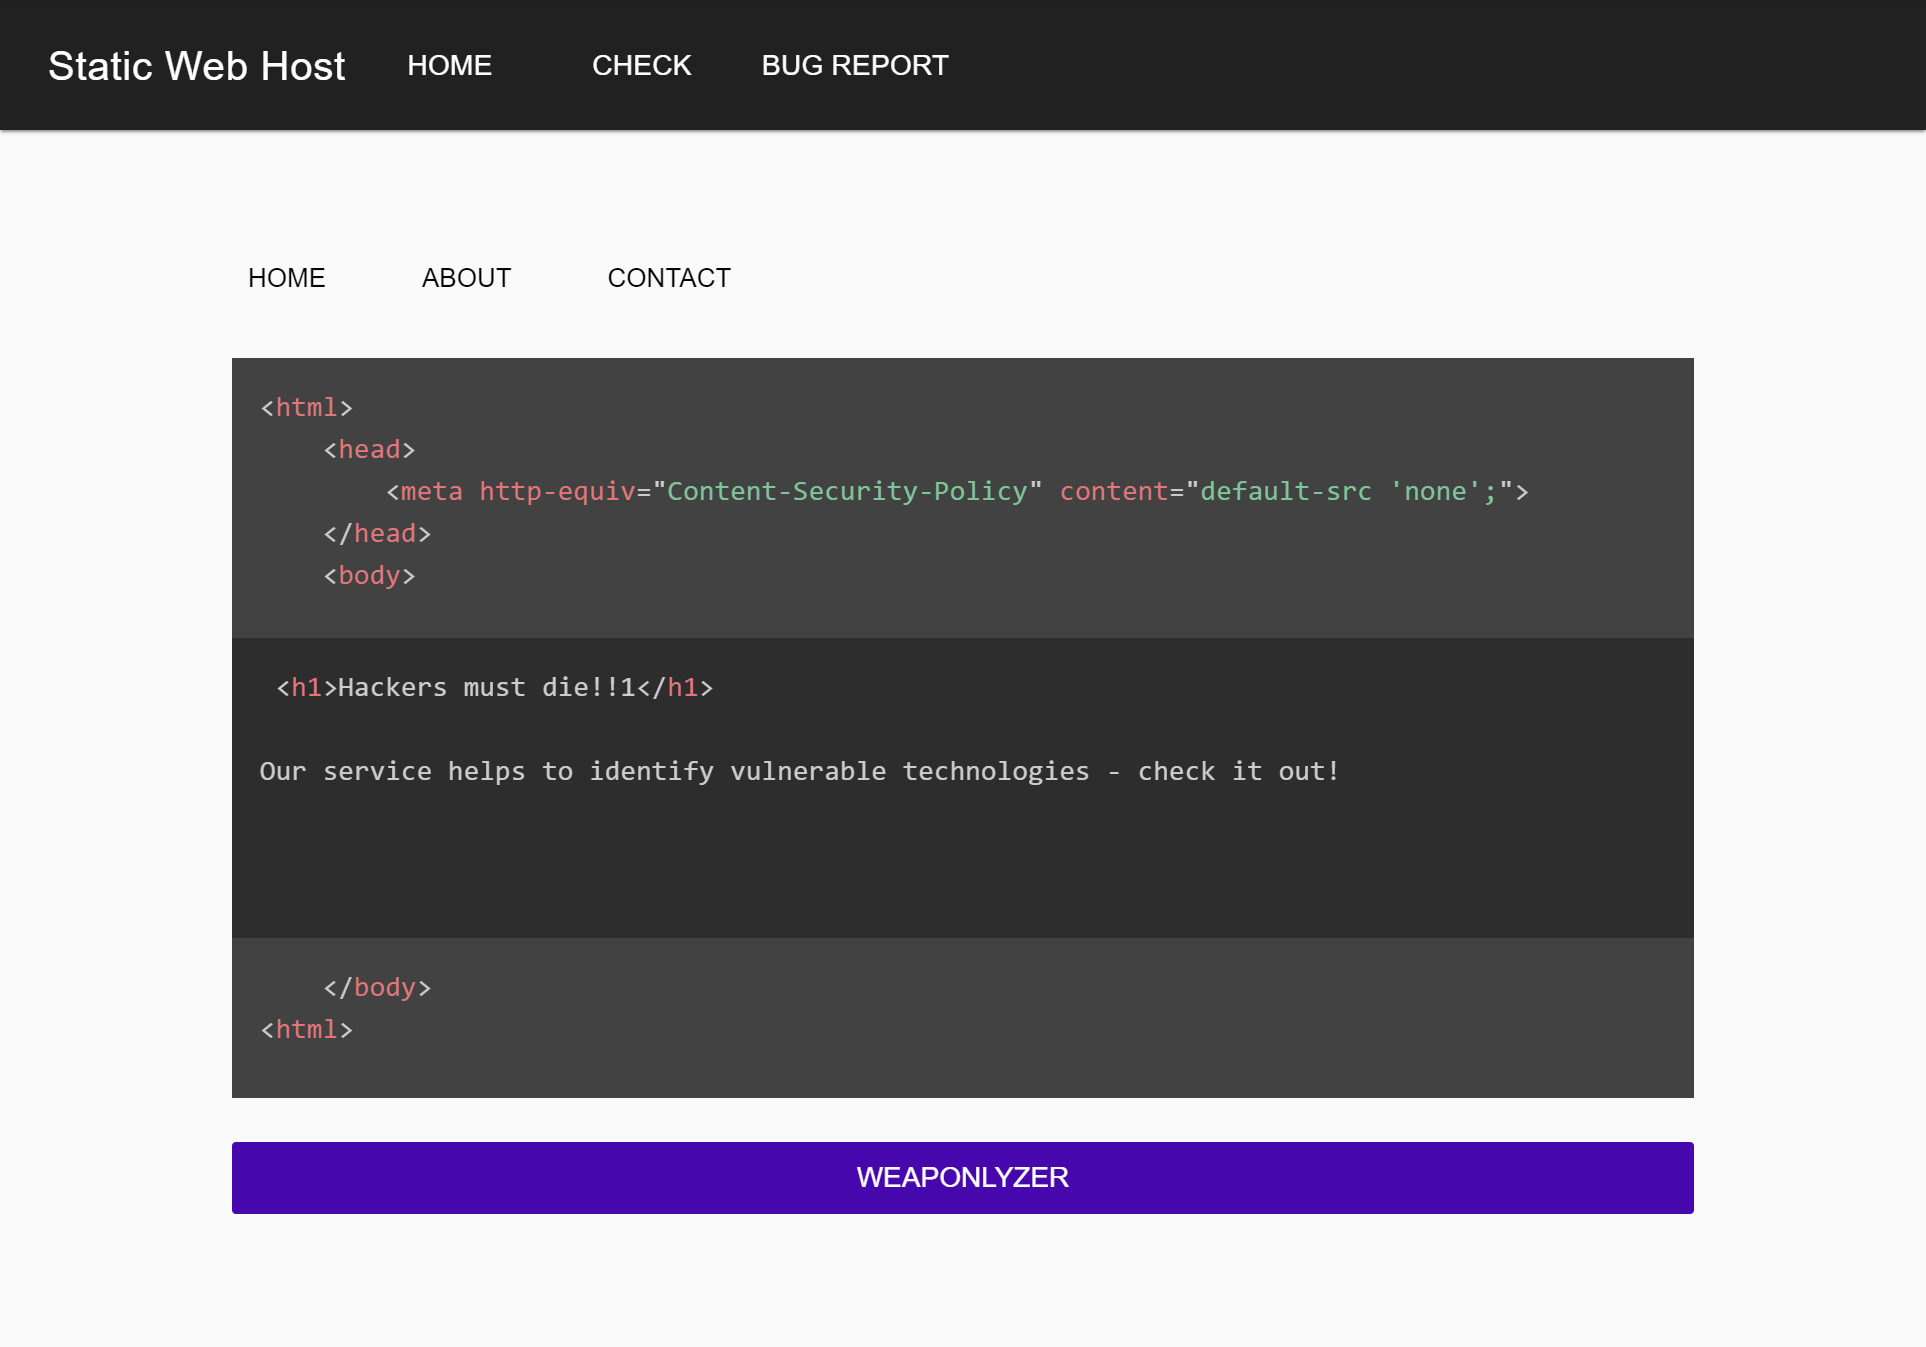 Static Web Host HOME CHECK BUG REPORT
HOME ABOUT CONTACT
<html>
<head>
<meta http-equiv="Content-Security-Policy" content="default-src 'none';">
</head>
<body>
<h1>Hackers must die!!1</h1>
Our service helps to identify vulnerable technologies - check it out!
</body>
<html>
WEAPONLYZER